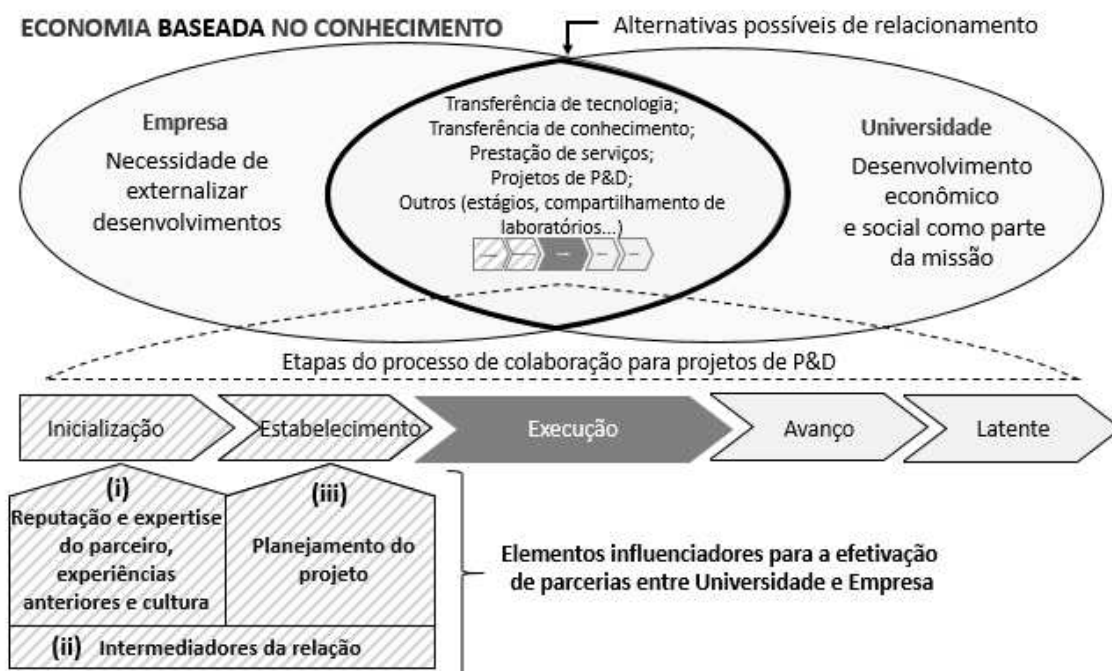 ECONOMIA BASEADA NO CONHECIMENTO
Alternativas possíveis de relacionamento
Empresa
Necessidade de
externalizar
desenvolvimentos
Transferência de tecnologia;
Transferência de conhecimento;
Prestação de serviços;
Projetos de P&D;
Outros (estágios, compartilhamento de
laboratórios...)
Universidade
Desenvolvimento
econômico
e social como parte
da missão
Etapas do processo de colaboração para projetos de P&D
Inicialização
Estabelecimento
Execução
Avanço
Latente
(i)
Reputação e expertise
do parceiro,
experiências
anteriores e cultura
(iii)
Planejamento do
projeto
(ii) Intermediadores da relação
Elementos influenciadores para a efetivação
de parcerias entre Universidade e Empresa